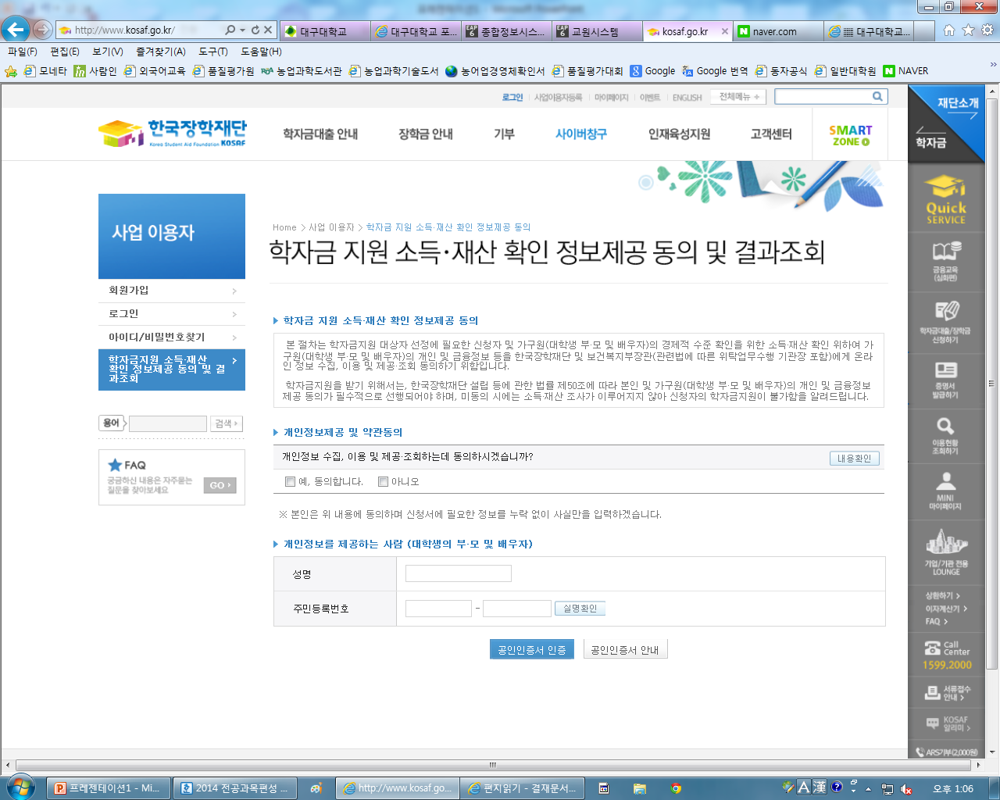 http://www.kosaf.go.kr/
대구대학교
대구대학교 포...
종합정보시스...
교원시스템
kosaf.go.kr
naver.com
대구대학교...
파일(F) 편집(E) 보기(V) 즐겨찾기(A) 도구(T) 도움말(H)
모네타 사람인 외국어교육 품질평가원 농업과학도서관 농업과학기술도서 농어업경영체확인서 품질평가대회 Google Google 번역 동자공식 일반대학원 NAVER
로그인 사업이용자등록 마이페이지 이벤트 ENGLISH 전체메뉴 +
한국장학재단
Korea Student Aid Foundation KOSAF
학자금대출 안내 장학금 안내 기부 사이버창구 인재육성지원 고객센터
SMART
ZONE
재단소개
학자금
Quick
SERVICE
금융교육
(심화편)
학자금대출/장학금
신청하기
증명서
발급하기
이용현황
조회하기
MINI
마이페이지
기업/기관 전용
LOUNGE
상환하기 >
이자계산기 >
FAQ >
Call
Center
1599.2000
서류접수
안내 >
KOSAF
알리미 >
ARS기부(2,000원)
사업 이용자
회원가입
로그인
아이디/비밀번호찾기
학자금지원 소득·재산
확인 정보제공 동의 및 결
과조회
용어 검색
FAQ
궁금하신 내용은 자주묻는
질문을 찾아보세요
GO
Home > 사업 이용자 > 학자금 지원 소득·재산 확인 정보제공 동의
학자금 지원 소득·재산 확인 정보제공 동의 및 결과조회
학자금 지원 소득·재산 확인 정보제공 동의
본 절차는 학자금지원 대상자 선정에 필요한 신청자 및 가구원(대학생 부·모 및 배우자)의 경제적 수준 확인을 위한 소득·재산 확인 위하여 가
구원(대학생 부·모 및 배우자)의 개인 및 금융정보 등을 한국장학재단 및 보건복지부장관(관련법에 따른 위탁업무수행 기관장 포함)에게 온라
인 정보 수집, 이용 및 제공·조회 동의하기 위함입니다.
학자금지원을 받기 위해서는, 한국장학재단 설립 등에 관한 법률 제50조에 따라 본인 및 가구원(대학생 부·모 및 배우자)의 개인 및 금융정보
제공 동의가 필수적으로 선행되어야 하며, 미동의 시에는 소득·재산 조사가 이루어지지 않아 신청자의 학자금지원이 불가함을 알려드립니다.
개인정보제공 및 약관동의
개인정보 수집, 이용 및 제공·조회하는데 동의하시겠습니까?
내용확인
예, 동의합니다. 아니오
※ 본인은 위 내용에 동의하며 신청서에 필요한 정보를 누락 없이 사실만을 입력하겠습니다.
개인정보를 제공하는 사람 (대학생의 부·모 및 배우자)
성명
주민등록번호 - 실명확인
공인인증서 인증 공인인증서 안내
프레젠테이션1 - Mi...
2014 전공과목편성 ...
http://www.kosaf.go...
편지읽기 - 결재문서...
A 漢
오후 1:06